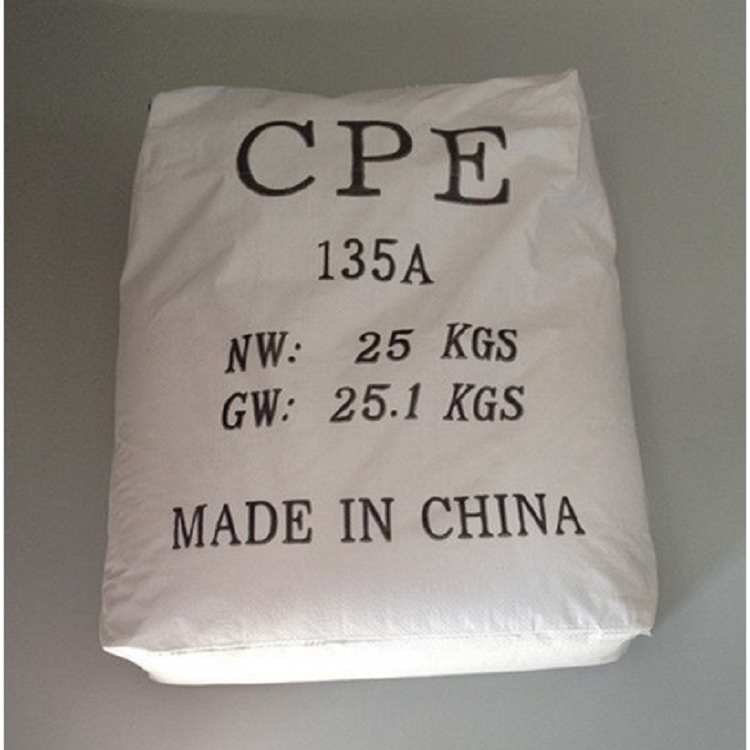 CPE
135A
NW: 25 KGS
GW: 25.1 KGS
MADE IN CHINA